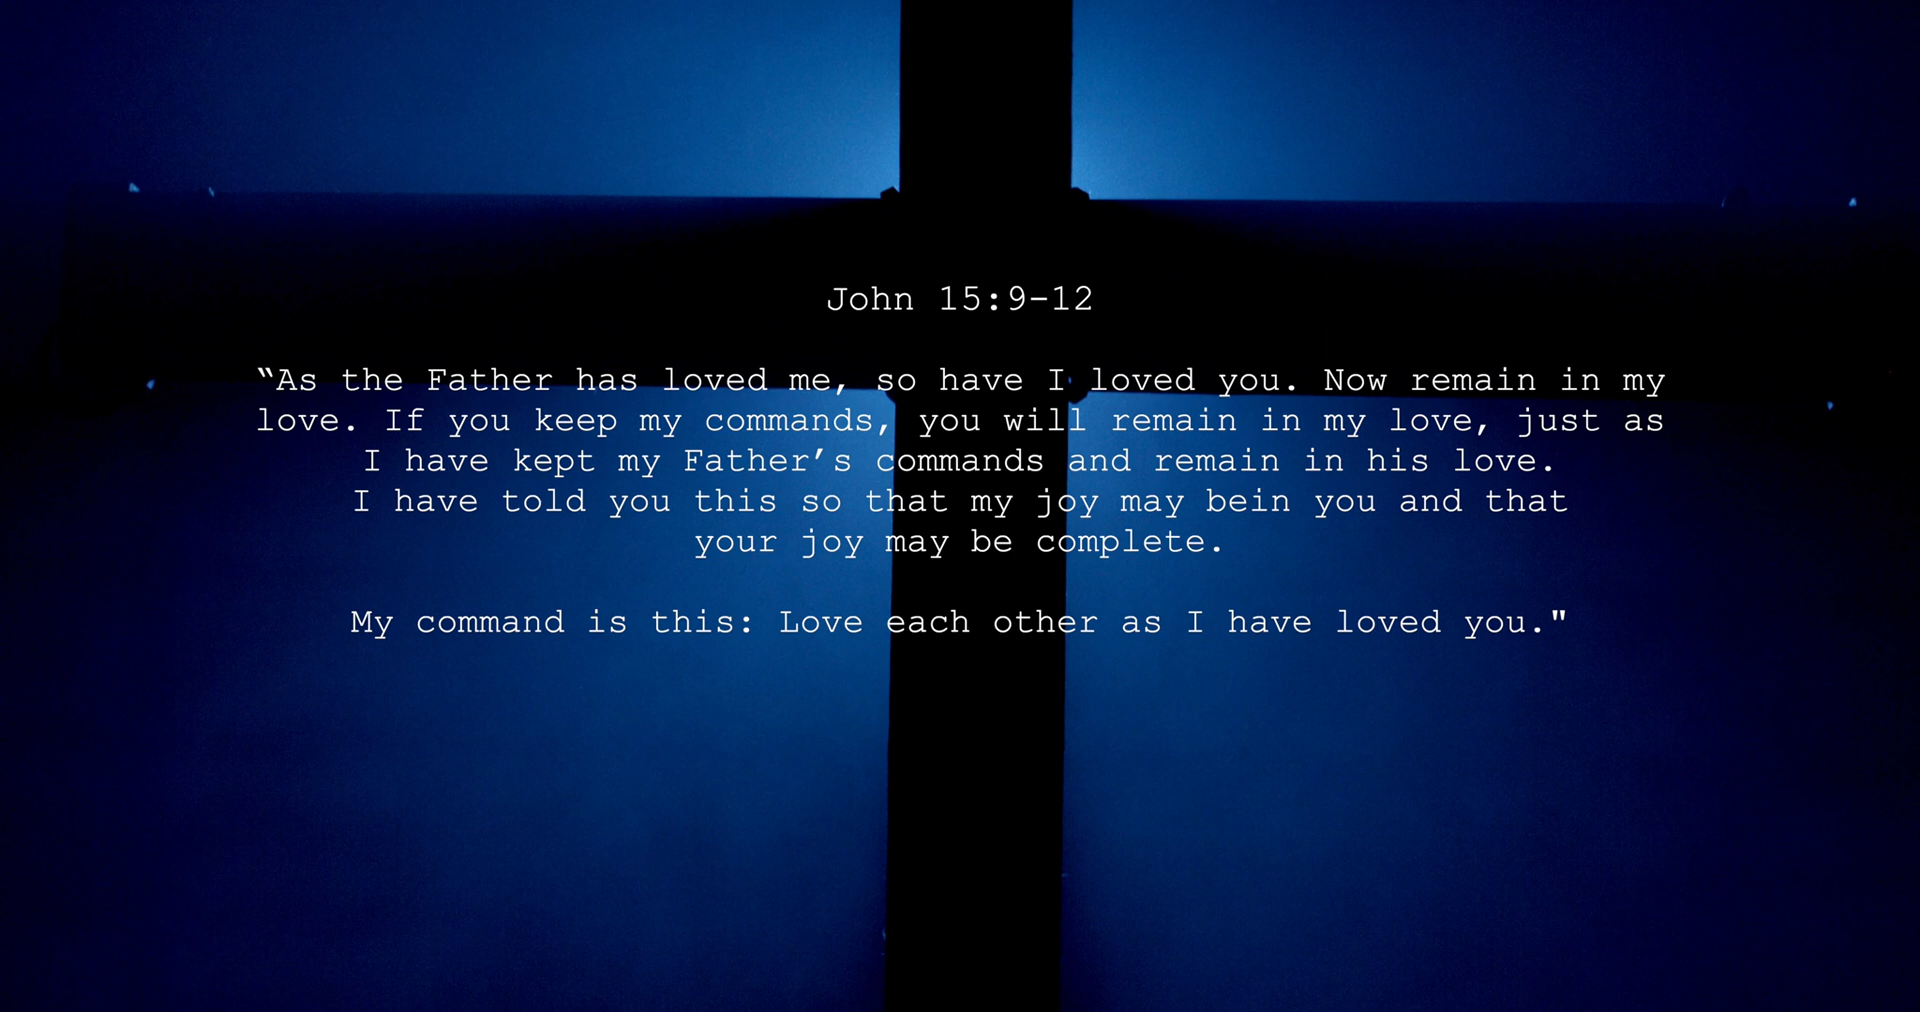 John 15:9-12
“As the Father has loved me, so have I loved you. Now remain in my
love. If you keep my commands, you will remain in my love, just as
I have kept my Father’s commands and remain in his love.
I have told you this so that my joy may bein you and that
your joy may be complete.
My command is this: Love each other as I have loved you."